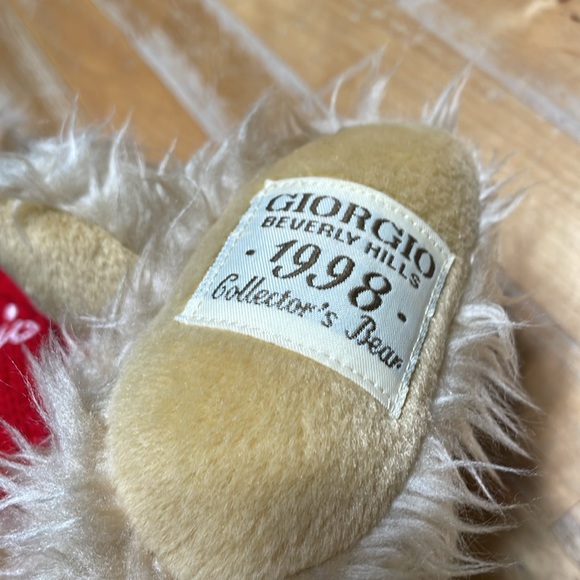 GIORGIO
BEVERLY HILLS
· 1998 ·
Collector's Bear